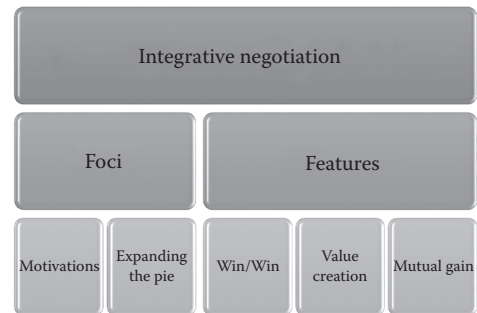 Integrative negotiation
Foci
Features
Motivations
Expanding
the pie
Win/Win
Value
creation
Mutual gain